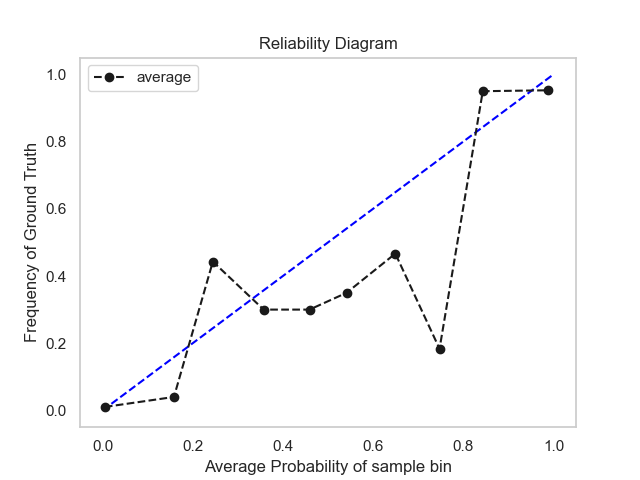 Reliability Diagram
average
Frequency of Ground Truth
1.0
0.8
0.6
0.4
0.2
0.0
0.0 0.2 0.4 0.6 0.8 1.0
Average Probability of sample bin